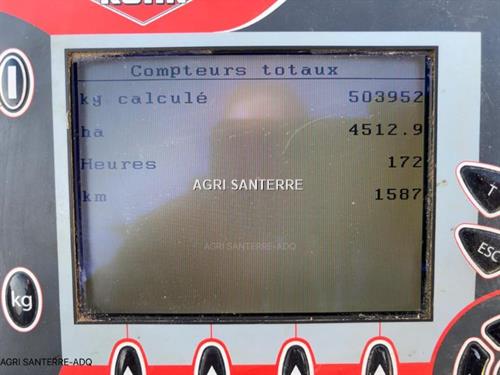 KUHN
Compteurs totaux
kg calculé 503952
ha 4512.9
Heures 172
AGRI SANTERRE
km 1587
T
AGRI SANTERRE-ADQ
ESC
kg
AGRI SANTERRE-ADQ